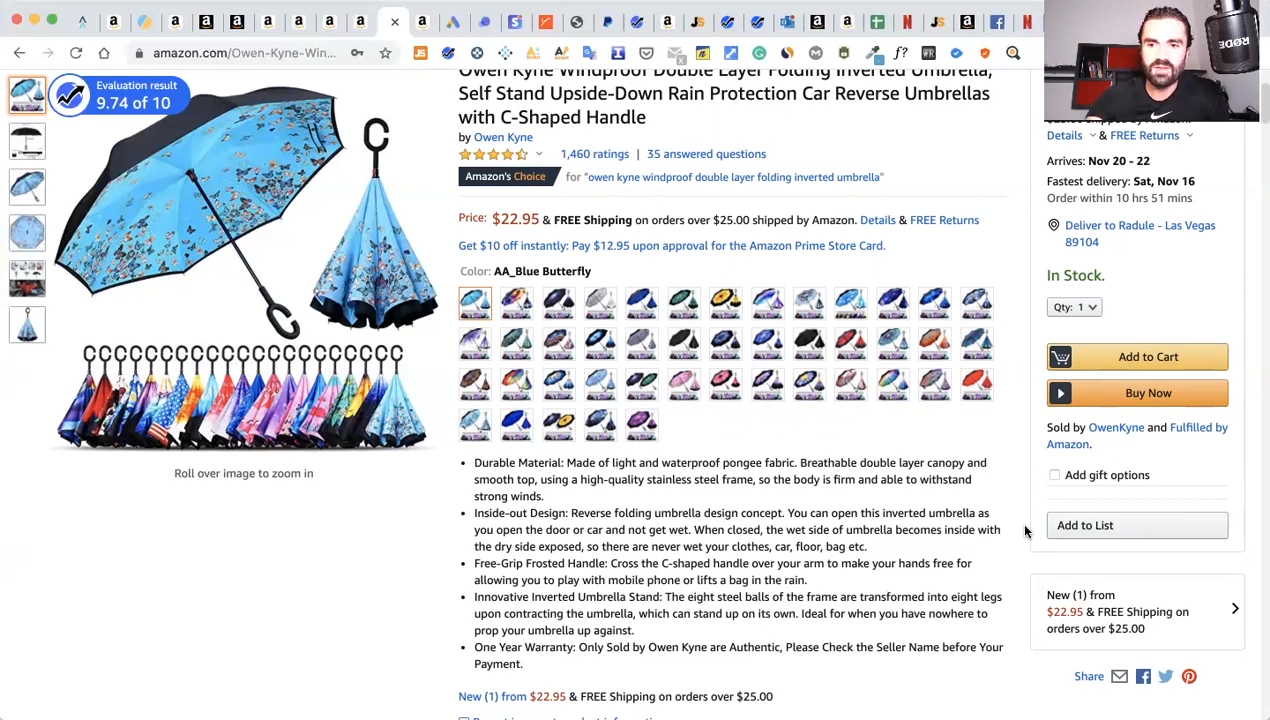 amazon.com/Owen-Kyne-Win...
Evaluation result
9.74 of 10
Roll over image to zoom in
Owen Kyne Windproof Double Layer Folding Inverted Umbrella,
Self Stand Upside-Down Rain Protection Car Reverse Umbrellas
with C-Shaped Handle
by Owen Kyne
1,460 ratings | 35 answered questions
Amazon's Choice for "owen kyne windproof double layer folding inverted umbrella"
Price: $22.95 & FREE Shipping on orders over $25.00 shipped by Amazon. Details & FREE Returns
Get $10 off instantly: Pay $12.95 upon approval for the Amazon Prime Store Card.
Color: AA_Blue Butterfly
• Durable Material: Made of light and waterproof pongee fabric. Breathable double layer canopy and
smooth top, using a high-quality stainless steel frame, so the body is firm and able to withstand
strong winds.
• Inside-out Design: Reverse folding umbrella design concept. You can open this inverted umbrella as
you open the door or car and not get wet. When closed, the wet side of umbrella becomes inside with
the dry side exposed, so there are never wet your clothes, car, floor, bag etc.
• Free-Grip Frosted Handle: Cross the C-shaped handle over your arm to make your hands free for
allowing you to play with mobile phone or lifts a bag in the rain.
• Innovative Inverted Umbrella Stand: The eight steel balls of the frame are transformed into eight legs
upon contracting the umbrella, which can stand up on its own. Ideal for when you have nowhere to
prop your umbrella up against.
• One Year Warranty: Only Sold by Owen Kyne are Authentic, Please Check the Seller Name before Your
Payment.
New (1) from $22.95 & FREE Shipping on orders over $25.00
RØDE
Details & FREE Returns
Arrives: Nov 20 - 22
Fastest delivery: Sat, Nov 16
Order within 10 hrs 51 mins
Deliver to Radule - Las Vegas
89104
In Stock.
Qty: 1
Add to Cart
Buy Now
Sold by OwenKyne and Fulfilled by
Amazon.
Add gift options
Add to List
New (1) from
$22.95 & FREE Shipping on
orders over $25.00
Share